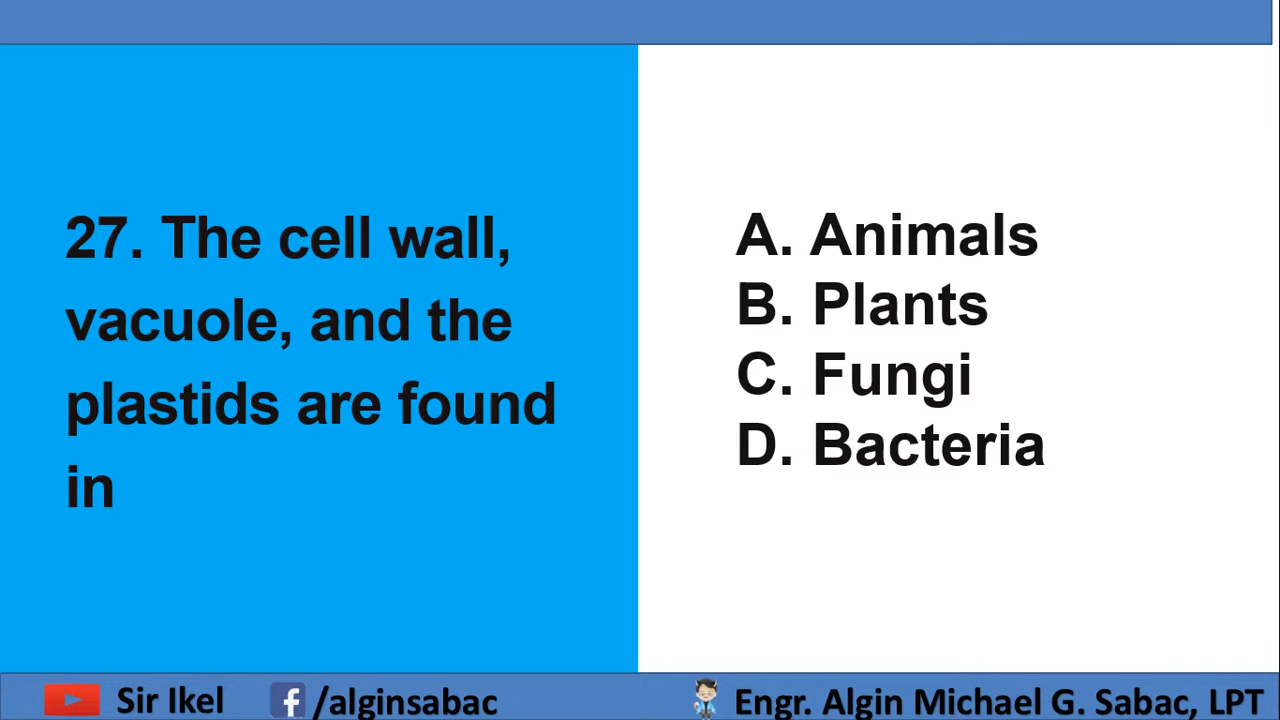 27. The cell wall,
vacuole, and the
plastids are found
in
A. Animals
B. Plants
C. Fungi
D. Bacteria
Sir Ikel
/alginsabac
Engr. Algin Michael G. Sabac, LPT